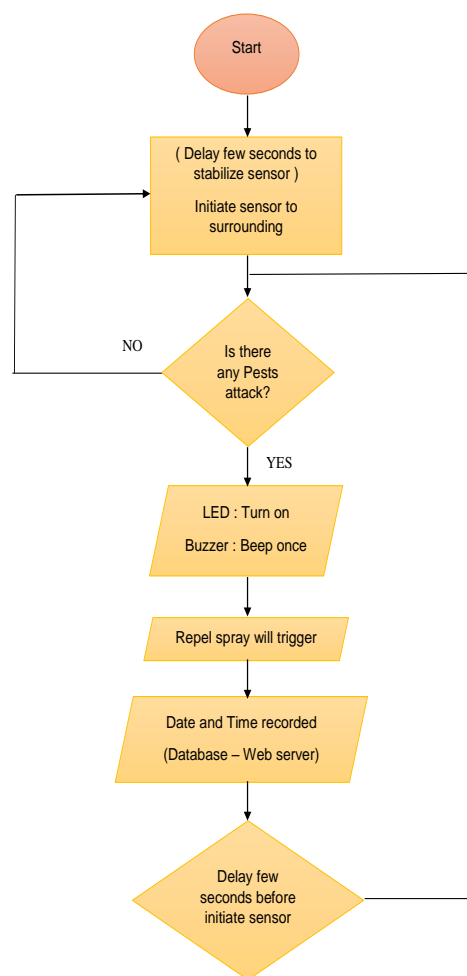 Start
( Delay few seconds to
stabilize sensor )
Initiate sensor to
surrounding
NO
Is there
any Pests
attack?
YES
LED : Turn on
Buzzer : Beep once
Repel spray will trigger
Date and Time recorded
(Database – Web server)
Delay few
seconds before
initiate sensor